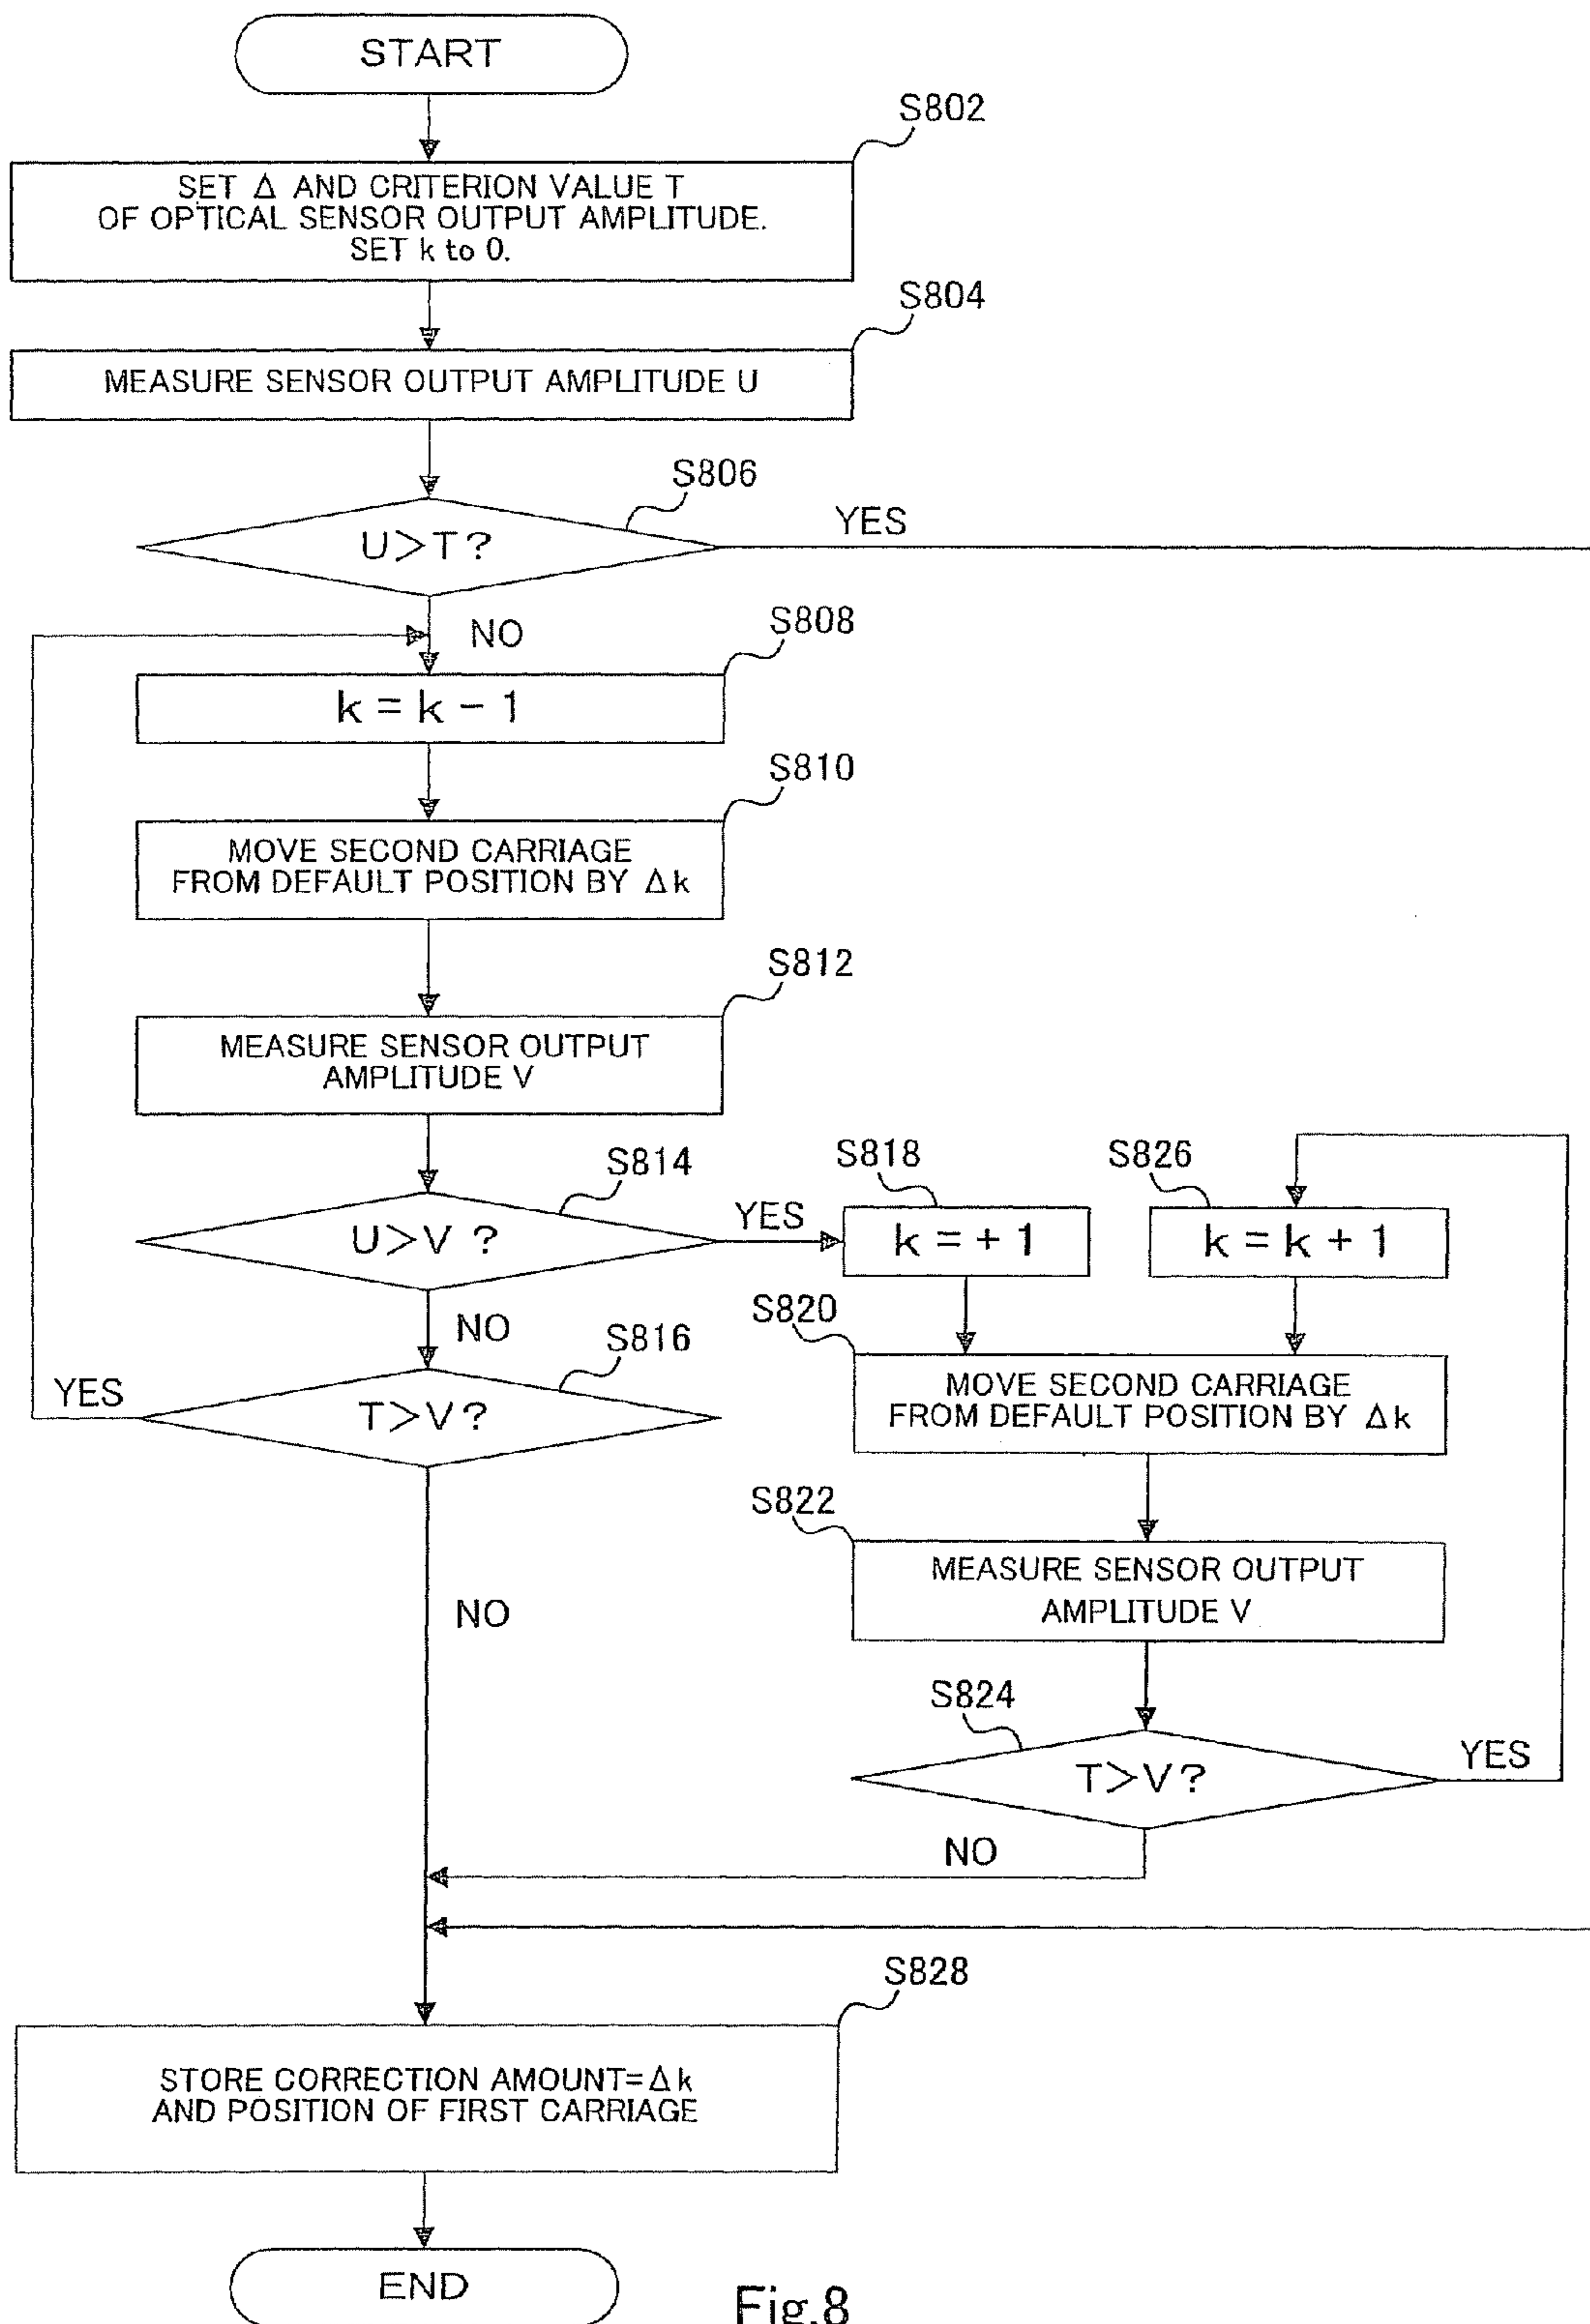 START
S802
SET Δ AND CRITERION VALUE T
OF OPTICAL SENSOR OUTPUT AMPLITUDE.
SET k to 0.
S804
MEASURE SENSOR OUTPUT AMPLITUDE U
S806
U>T?
YES
NO
S808
k = k - 1
S810
MOVE SECOND CARRIAGE
FROM DEFAULT POSITION BY Δk
S812
MEASURE SENSOR OUTPUT
AMPLITUDE V
S814
U>V ?
YES
NO
S816
T>V?
YES
NO
S818
k = + 1
S826
k = k + 1
S820
MOVE SECOND CARRIAGE
FROM DEFAULT POSITION BY Δk
S822
MEASURE SENSOR OUTPUT
AMPLITUDE V
S824
T>V?
YES
NO
S828
STORE CORRECTION AMOUNT=Δk
AND POSITION OF FIRST CARRIAGE
END
Fig.8